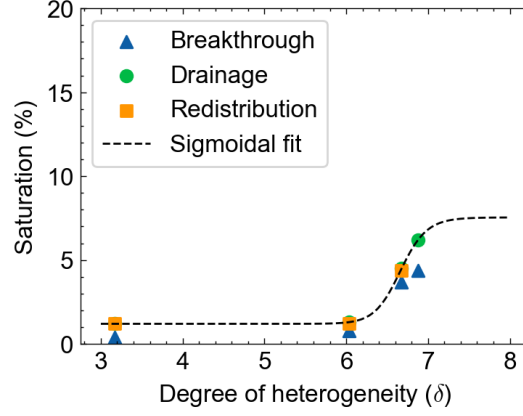 20
15
10
5
0
Saturation (%)
Breakthrough
Drainage
Redistribution
Sigmoidal fit
3 4 5 6 7 8
Degree of heterogeneity (δ)